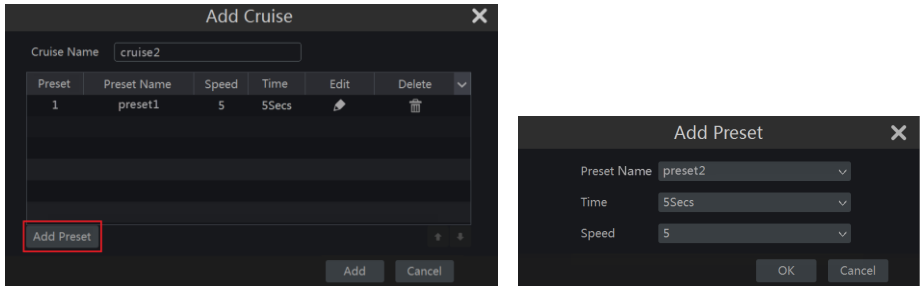 Add Cruise
Cruise Name cruise2
Preset Preset Name Speed Time Edit Delete
1 preset1 5 5Secs
Add Preset
Add Cancel
Add Preset
Preset Name preset2
Time 5Secs
Speed 5
OK Cancel